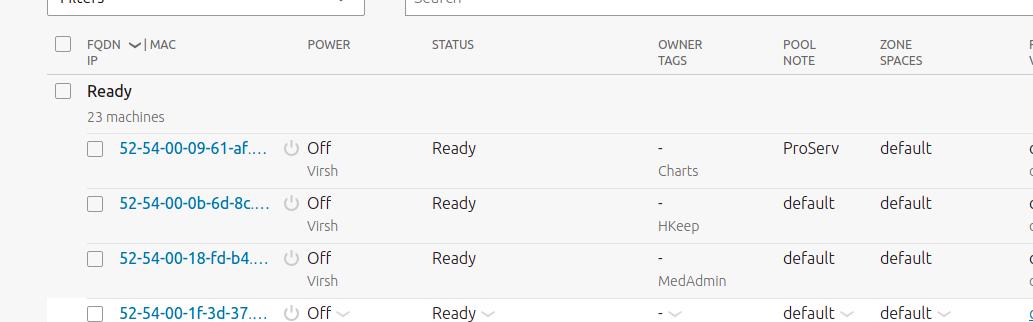 Filters
Search
FQDN | MAC POWER STATUS OWNER POOL ZONE
IP TAGS NOTE SPACES
Ready
23 machines
52-54-00-09-61-af.… Off Ready - ProServ default
Virsh Charts
52-54-00-0b-6d-8c.… Off Ready - default default
Virsh HKeep
52-54-00-18-fd-b4.… Off Ready - default default
Virsh MedAdmin
52-54-00-1f-3d-37.… Off Ready - default default